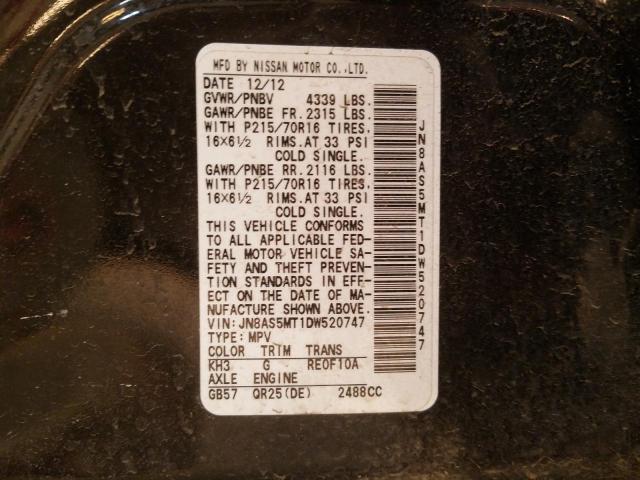 MFD BY NISSAN MOTOR CO.,LTD.
DATE 12/12
GVWR/PNBV 4339 LBS.
GAWR/PNBE FR. 2315 LBS.
WITH P215/70R16 TIRES.
16X6½ RIMS.AT 33 PSI
COLD SINGLE.
GAWR/PNBE RR. 2116 LBS.
WITH P215/70R16 TIRES.
16X6½ RIMS.AT 33 PSI
COLD SINGLE.
THIS VEHICLE CONFORMS
TO ALL APPLICABLE FED-
ERAL MOTOR VEHICLE SA-
FETY AND THEFT PREVEN-
TION STANDARDS IN EFF-
ECT ON THE DATE OF MA-
NUFACTURE SHOWN ABOVE.
VIN: JN8AS5MT1DW520747
TYPE: MPV
COLOR TRIM TRANS
KH3 G RE0F10A
AXLE ENGINE
GB57 QR25(DE) 2488CC
JN8AS5MT1DW520747